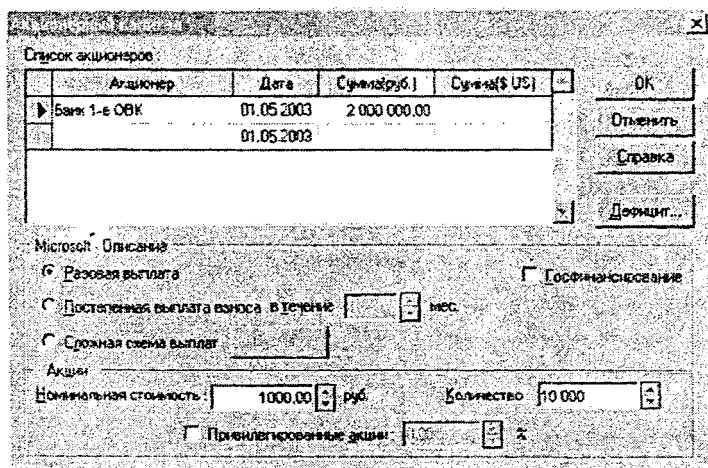 Список акционеров:
Акционер Дата Сумма(руб.) Сумма($ US) OK
Банк 1-е ОВК 01.05.2003 2 000 000,00
Отменить
01.05.2003
Справка
Дефицит...
Microsoft - Описание
Разовая выплата Госфинансирование
Постепенная выплата взноса в течение мес.
Сложная схема выплат
Акции
Номинальная стоимость: 1000,00 руб. Количество 10 000
Привилегированные акции: %